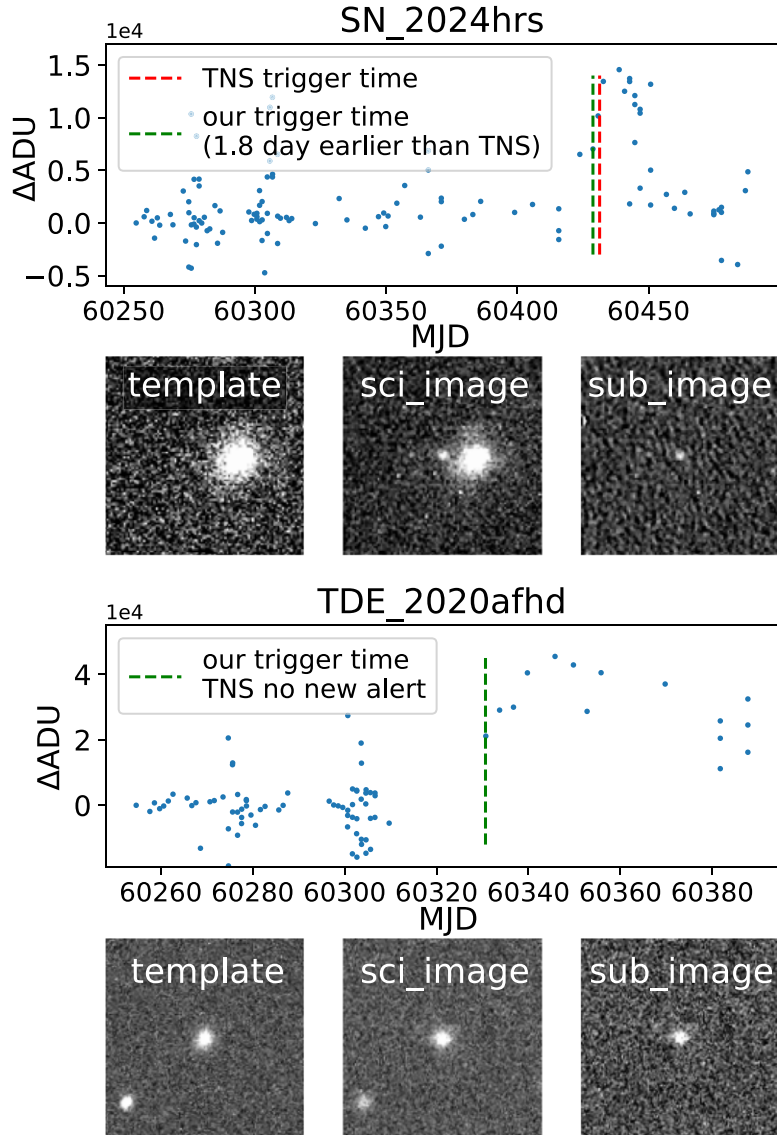 SN_2024hrs
1e4
TNS trigger time
our trigger time
(1.8 day earlier than TNS)
ΔADU
1.5
1.0
0.5
0.0
−0.5
60250 60300 60350 60400 60450
MJD
template sci_image sub_image
TDE_2020afhd
1e4
our trigger time
TNS no new alert
ΔADU
4
2
0
60260 60280 60300 60320 60340 60360 60380
MJD
template sci_image sub_image